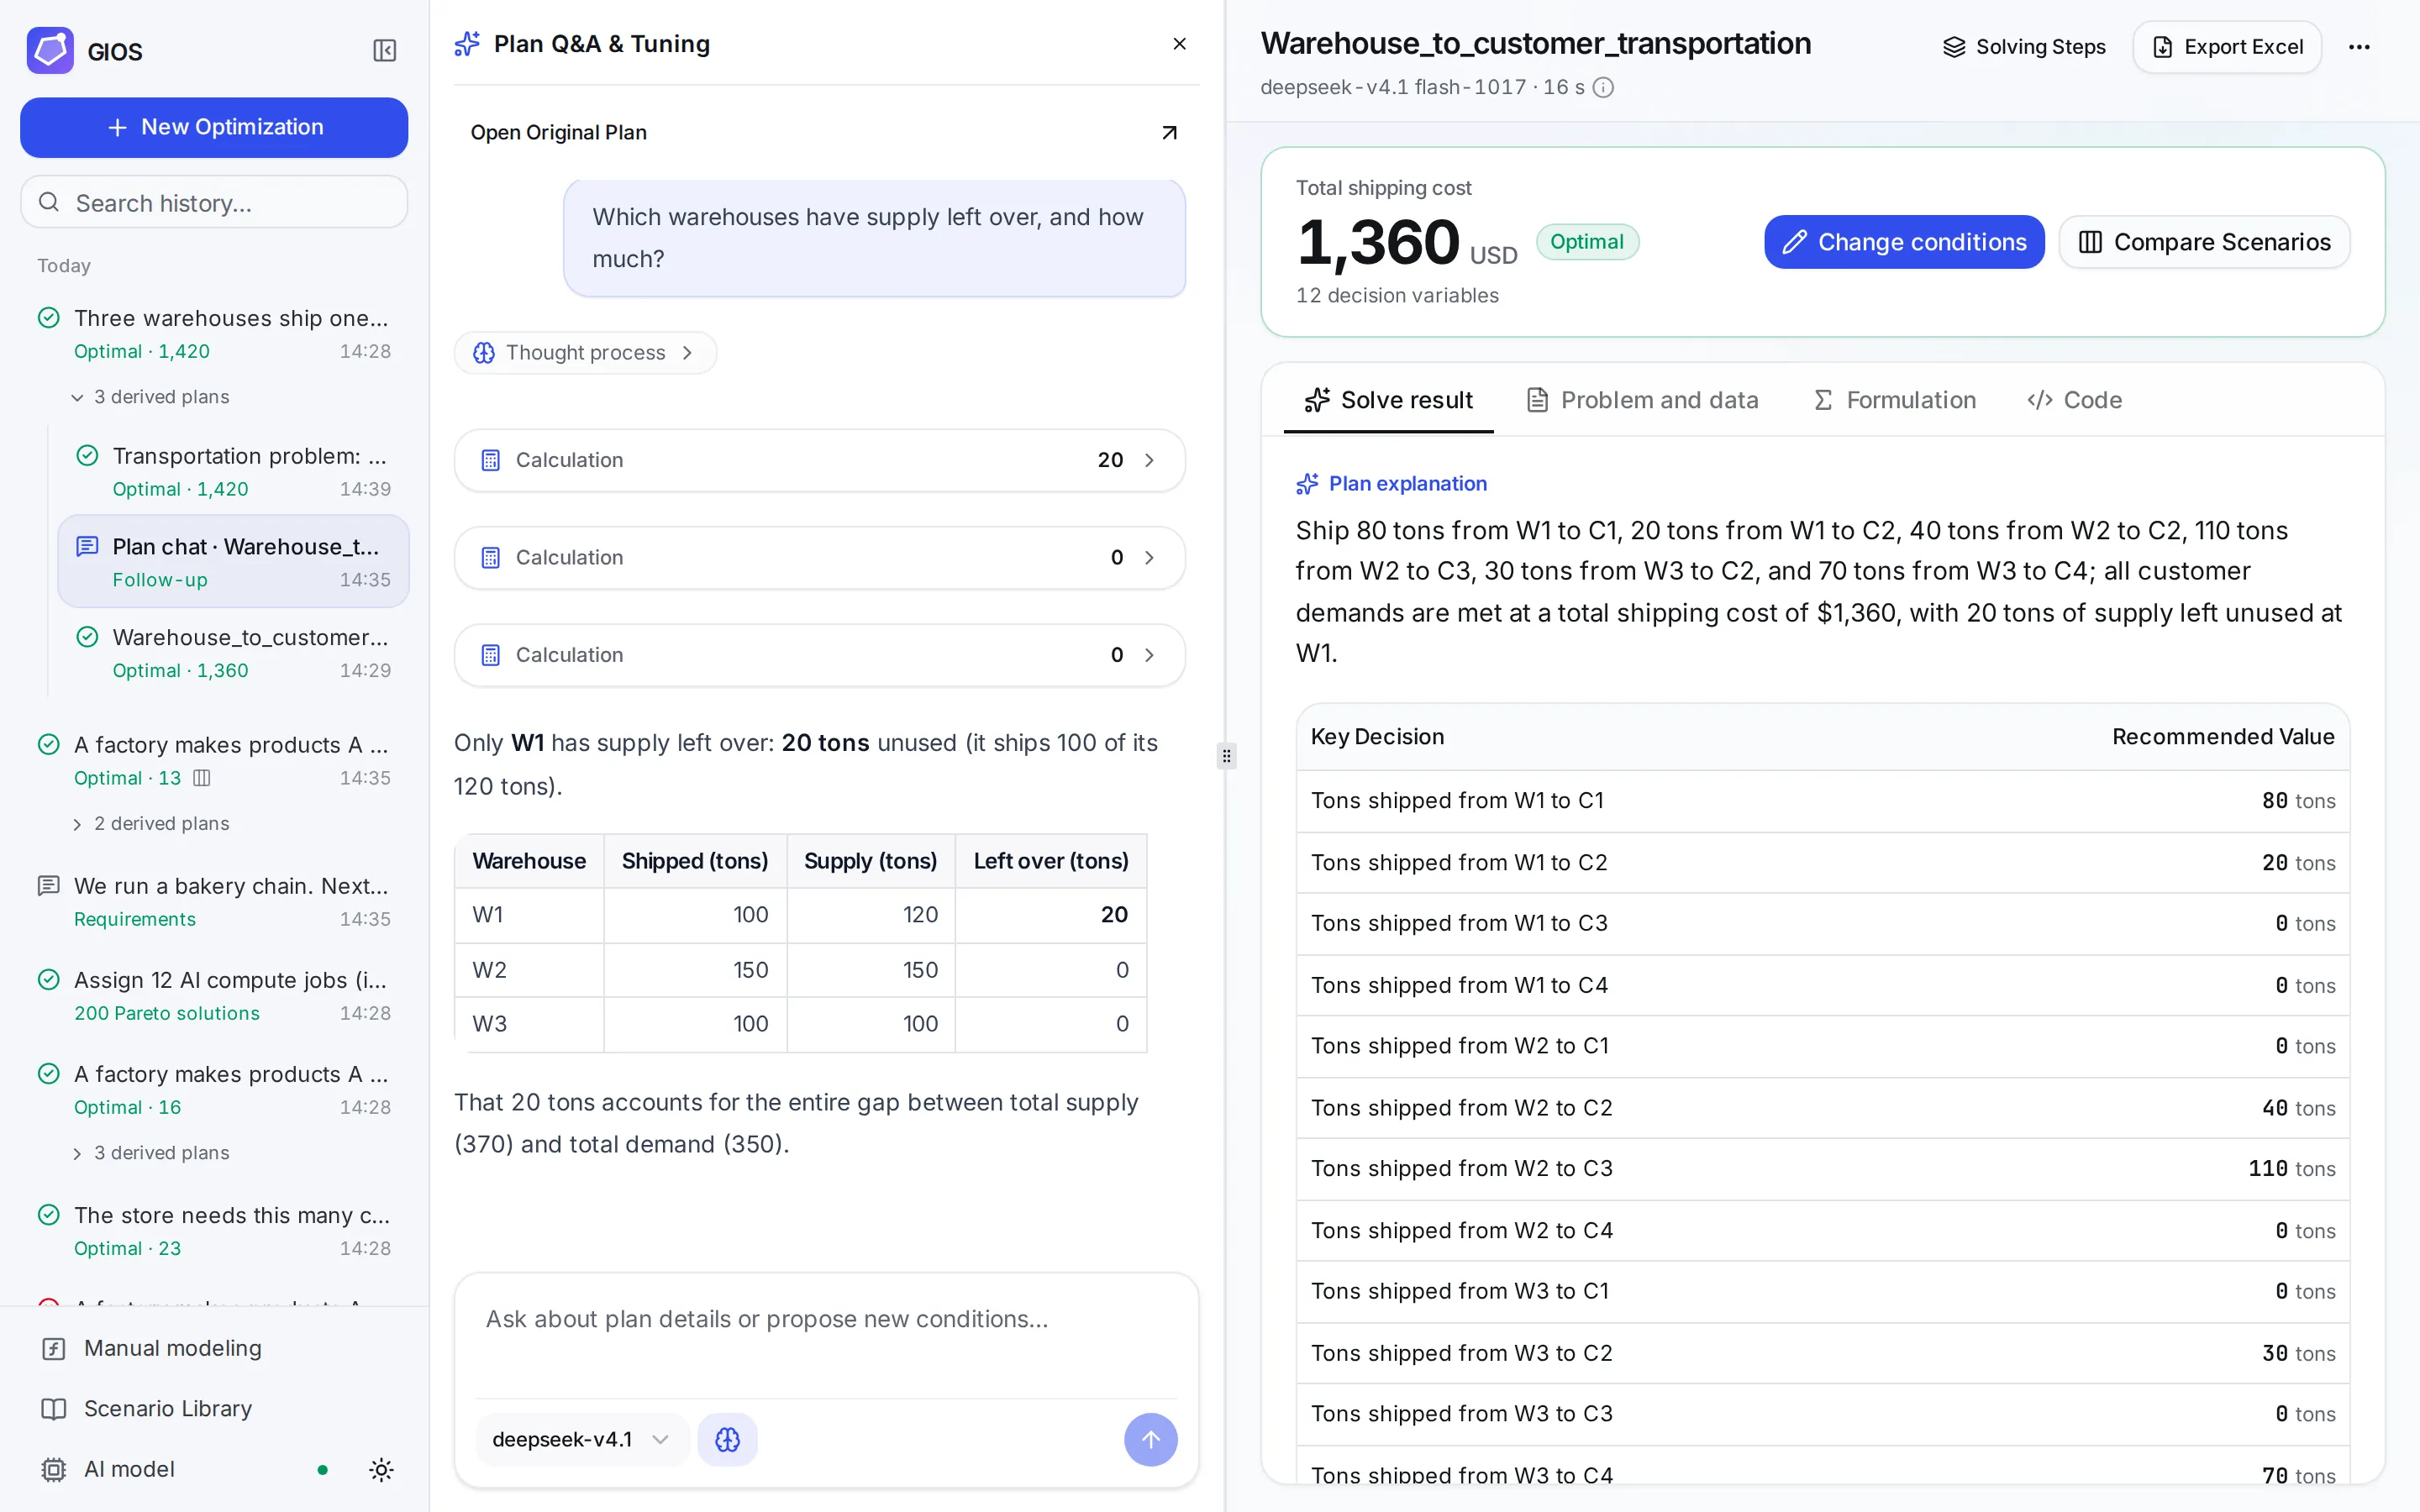 GIOS
New Optimization
Search history...
Today
Three warehouses ship one...
Optimal · 1,420 14:28
3 derived plans
Transportation problem: ...
Optimal · 1,420 14:39
Plan chat · Warehouse_t...
Follow-up 14:35
Warehouse_to_customer...
Optimal · 1,360 14:29
A factory makes products A ...
Optimal · 13 14:35
2 derived plans
We run a bakery chain. Next...
Requirements 14:35
Assign 12 AI compute jobs (i...
200 Pareto solutions 14:28
A factory makes products A ...
Optimal · 16 14:28
3 derived plans
The store needs this many c...
Optimal · 23 14:28
Manual modeling
Scenario Library
AI model
Plan Q&A & Tuning
Open Original Plan
Which warehouses have supply left over, and how
much?
Thought process
Calculation 20
Calculation 0
Calculation 0
Only W1 has supply left over: 20 tons unused (it ships 100 of its
120 tons).
Warehouse Shipped (tons) Supply (tons) Left over (tons)
W1 100 120 20
W2 150 150 0
W3 100 100 0
That 20 tons accounts for the entire gap between total supply
(370) and total demand (350).
Ask about plan details or propose new conditions...
deepseek-v4.1
Warehouse_to_customer_transportation
Solving Steps
Export Excel
deepseek-v4.1 flash-1017 · 16 s
Total shipping cost
1,360 USD Optimal
12 decision variables
Change conditions
Compare Scenarios
Solve result
Problem and data
Formulation
Code
Plan explanation
Ship 80 tons from W1 to C1, 20 tons from W1 to C2, 40 tons from W2 to C2, 110 tons
from W2 to C3, 30 tons from W3 to C2, and 70 tons from W3 to C4; all customer
demands are met at a total shipping cost of $1,360, with 20 tons of supply left unused at
W1.
Key Decision Recommended Value
Tons shipped from W1 to C1 80 tons
Tons shipped from W1 to C2 20 tons
Tons shipped from W1 to C3 0 tons
Tons shipped from W1 to C4 0 tons
Tons shipped from W2 to C1 0 tons
Tons shipped from W2 to C2 40 tons
Tons shipped from W2 to C3 110 tons
Tons shipped from W2 to C4 0 tons
Tons shipped from W3 to C1 0 tons
Tons shipped from W3 to C2 30 tons
Tons shipped from W3 to C3 0 tons
Tons shipped from W3 to C4 70 tons